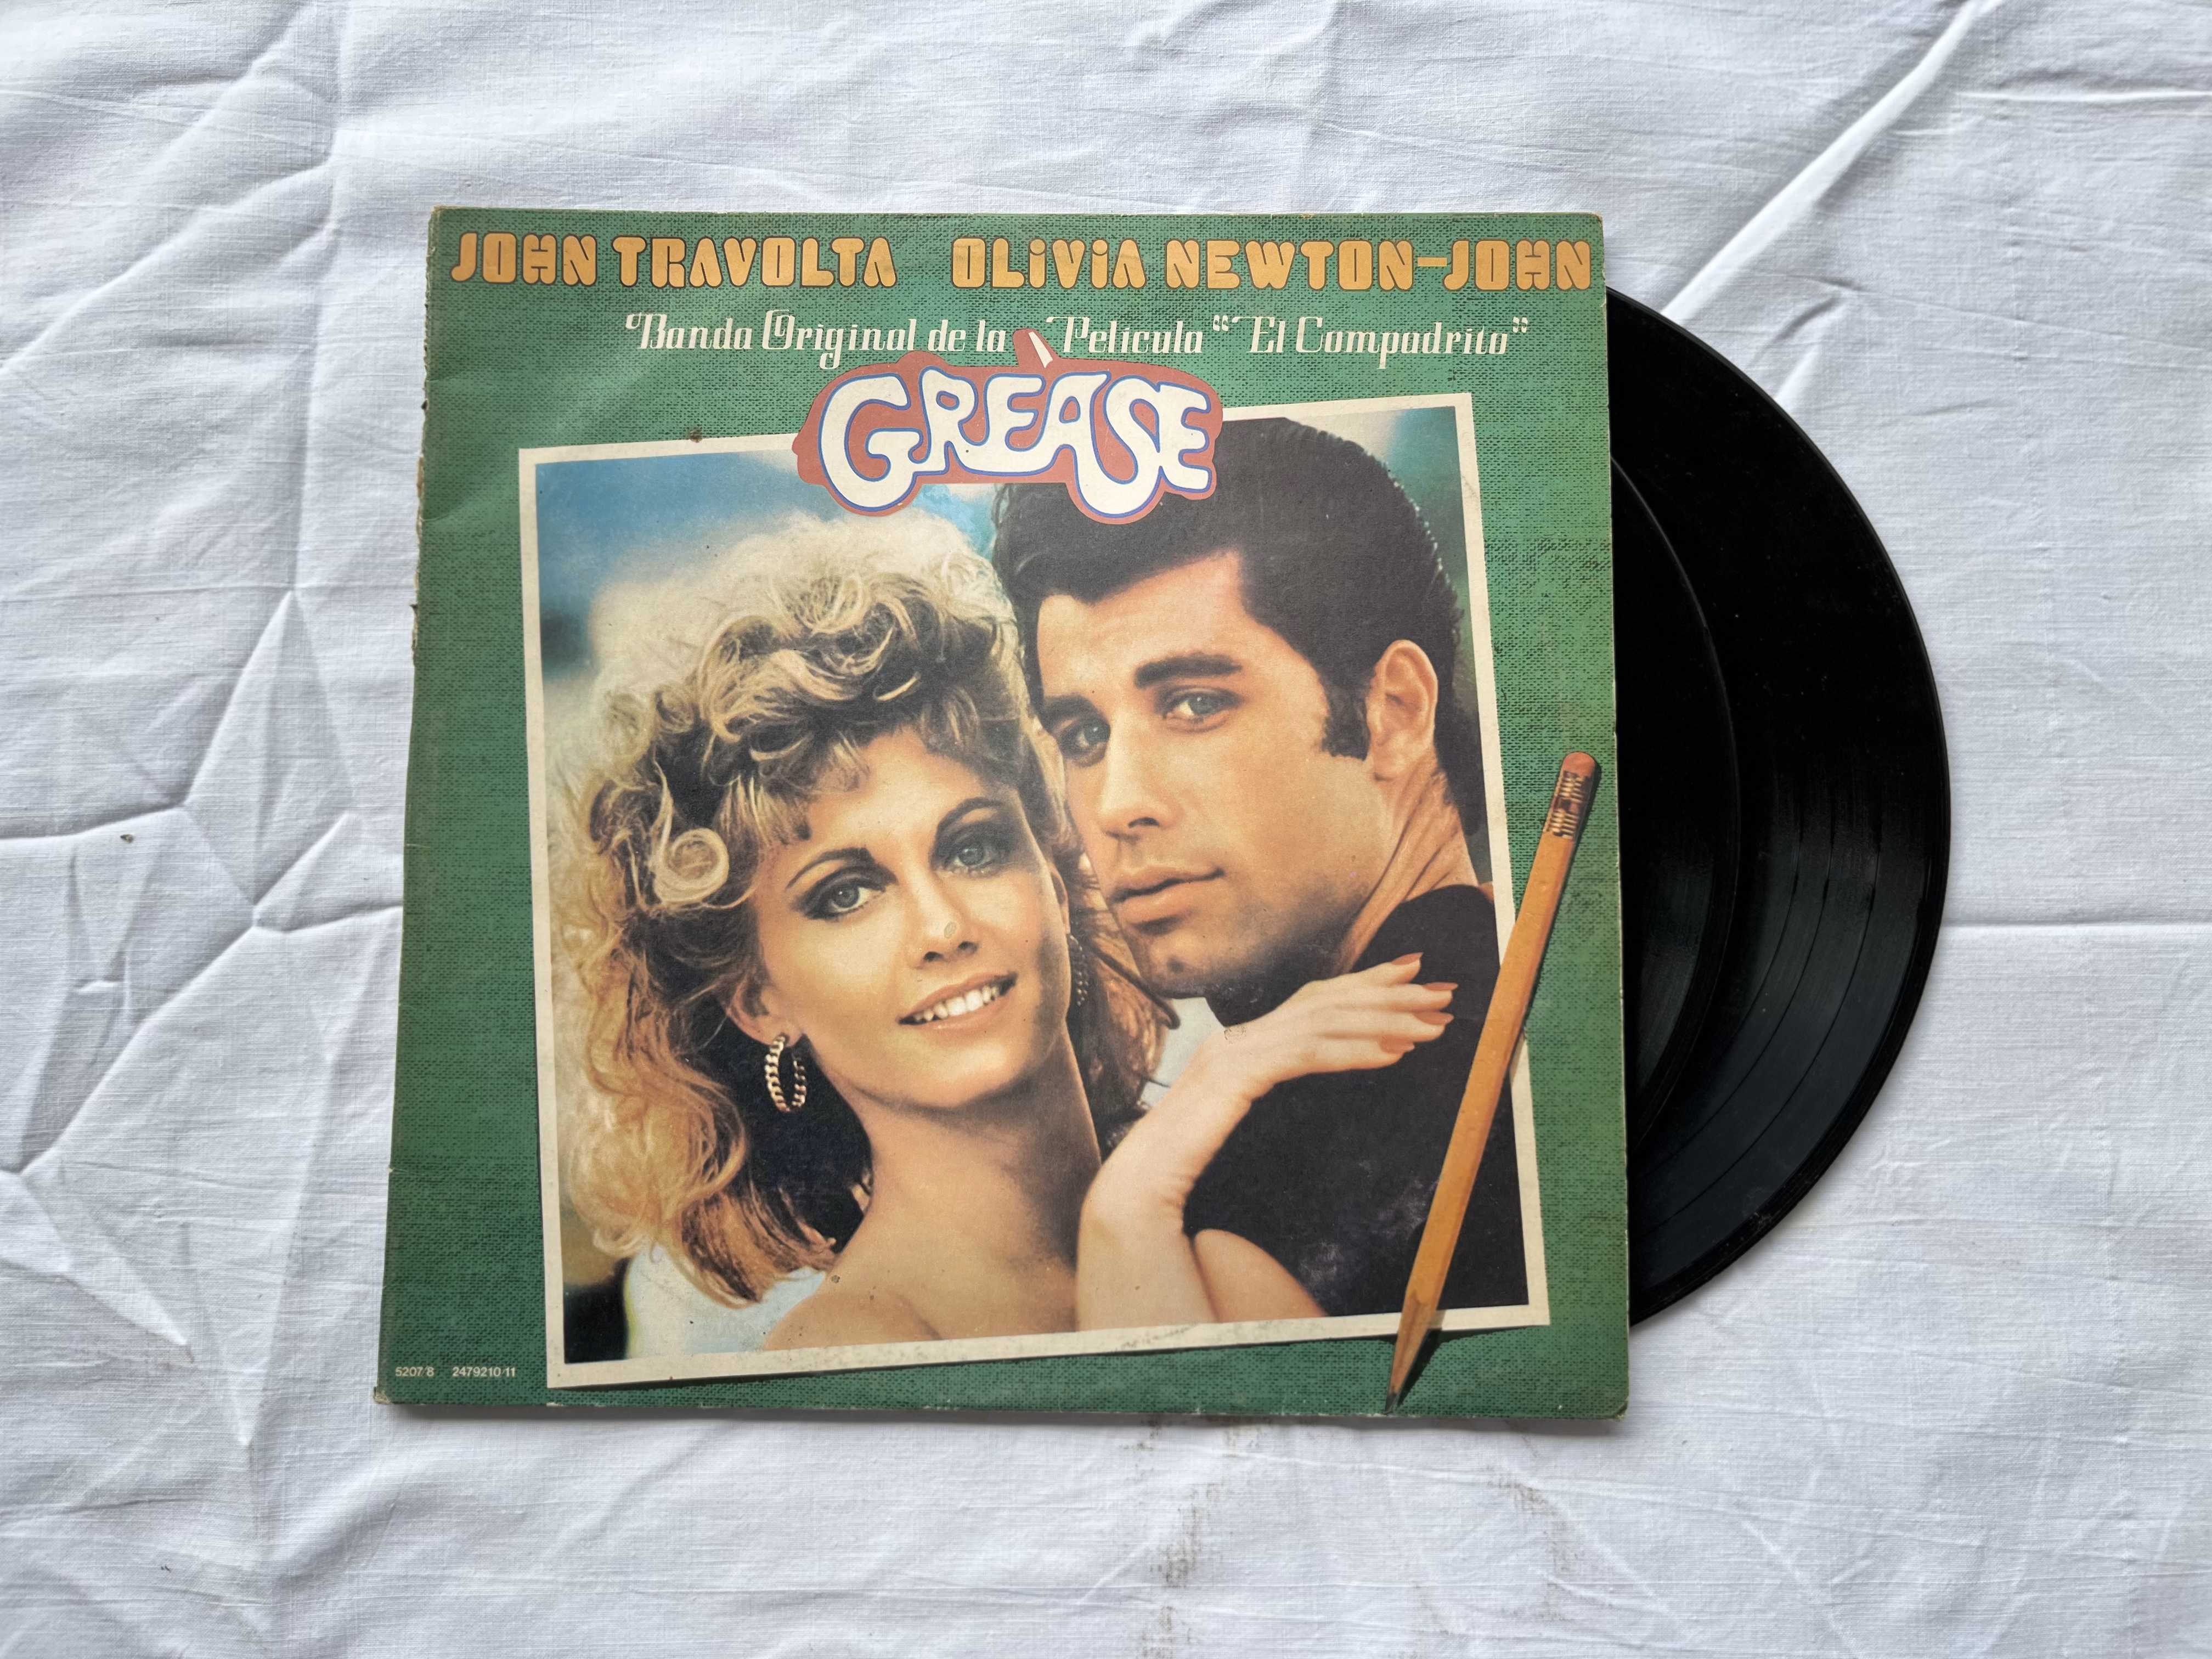 JOHN TRAVOLTA OLiViA NEWTON-JOHN
Banda Original de la Película "El Compadrito"
GREASE
5207/8 2479210/11